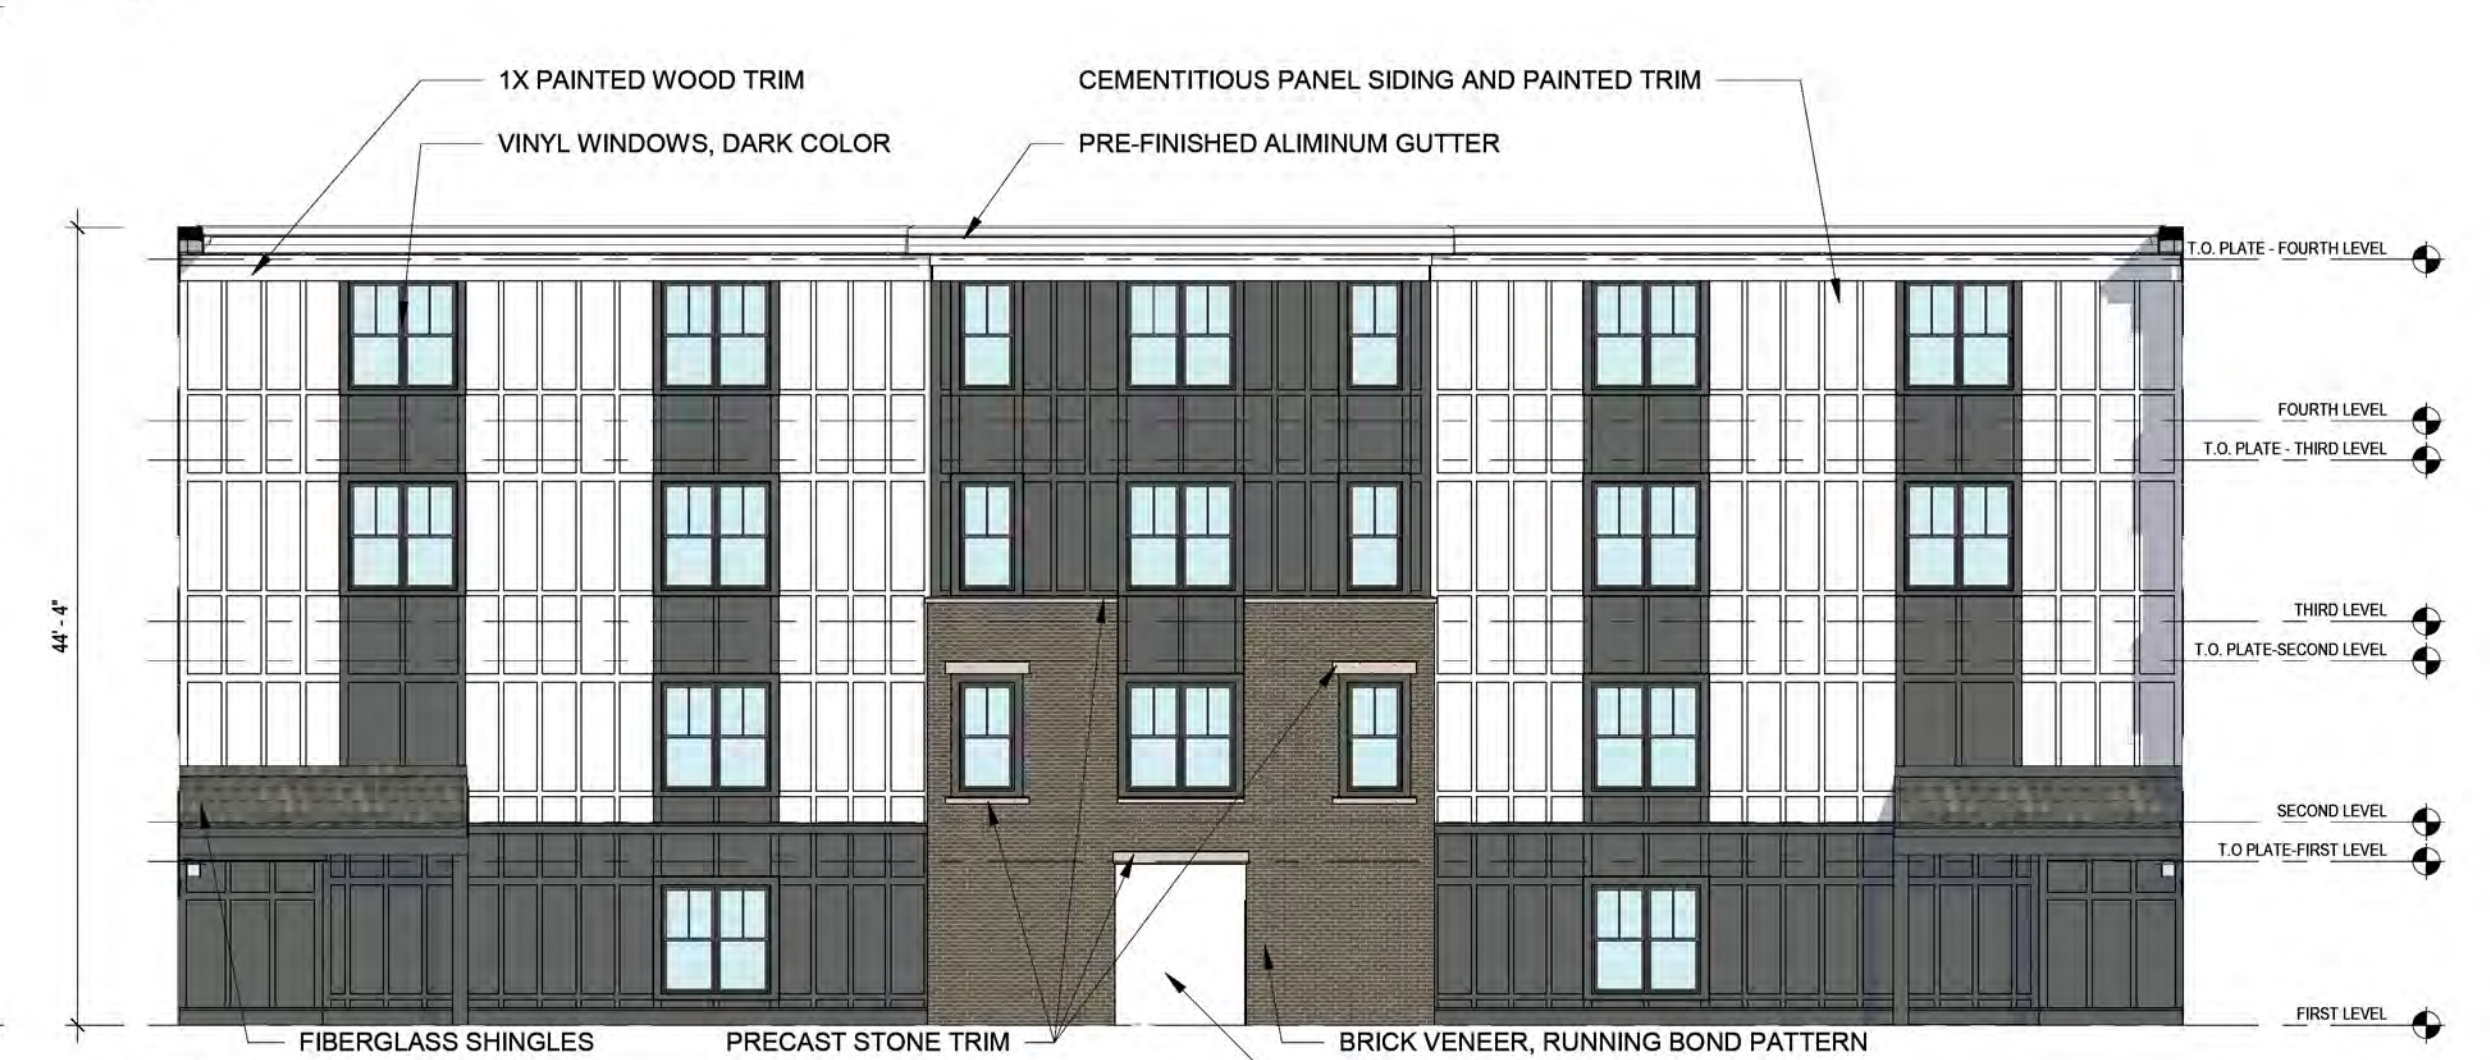 1X PAINTED WOOD TRIM
CEMENTITIOUS PANEL SIDING AND PAINTED TRIM
VINYL WINDOWS, DARK COLOR
PRE-FINISHED ALIMINUM GUTTER
T.O. PLATE - FOURTH LEVEL
FOURTH LEVEL
T.O. PLATE - THIRD LEVEL
44' - 4"
THIRD LEVEL
T.O. PLATE-SECOND LEVEL
SECOND LEVEL
T.O PLATE-FIRST LEVEL
FIRST LEVEL
FIBERGLASS SHINGLES
PRECAST STONE TRIM
BRICK VENEER, RUNNING BOND PATTERN